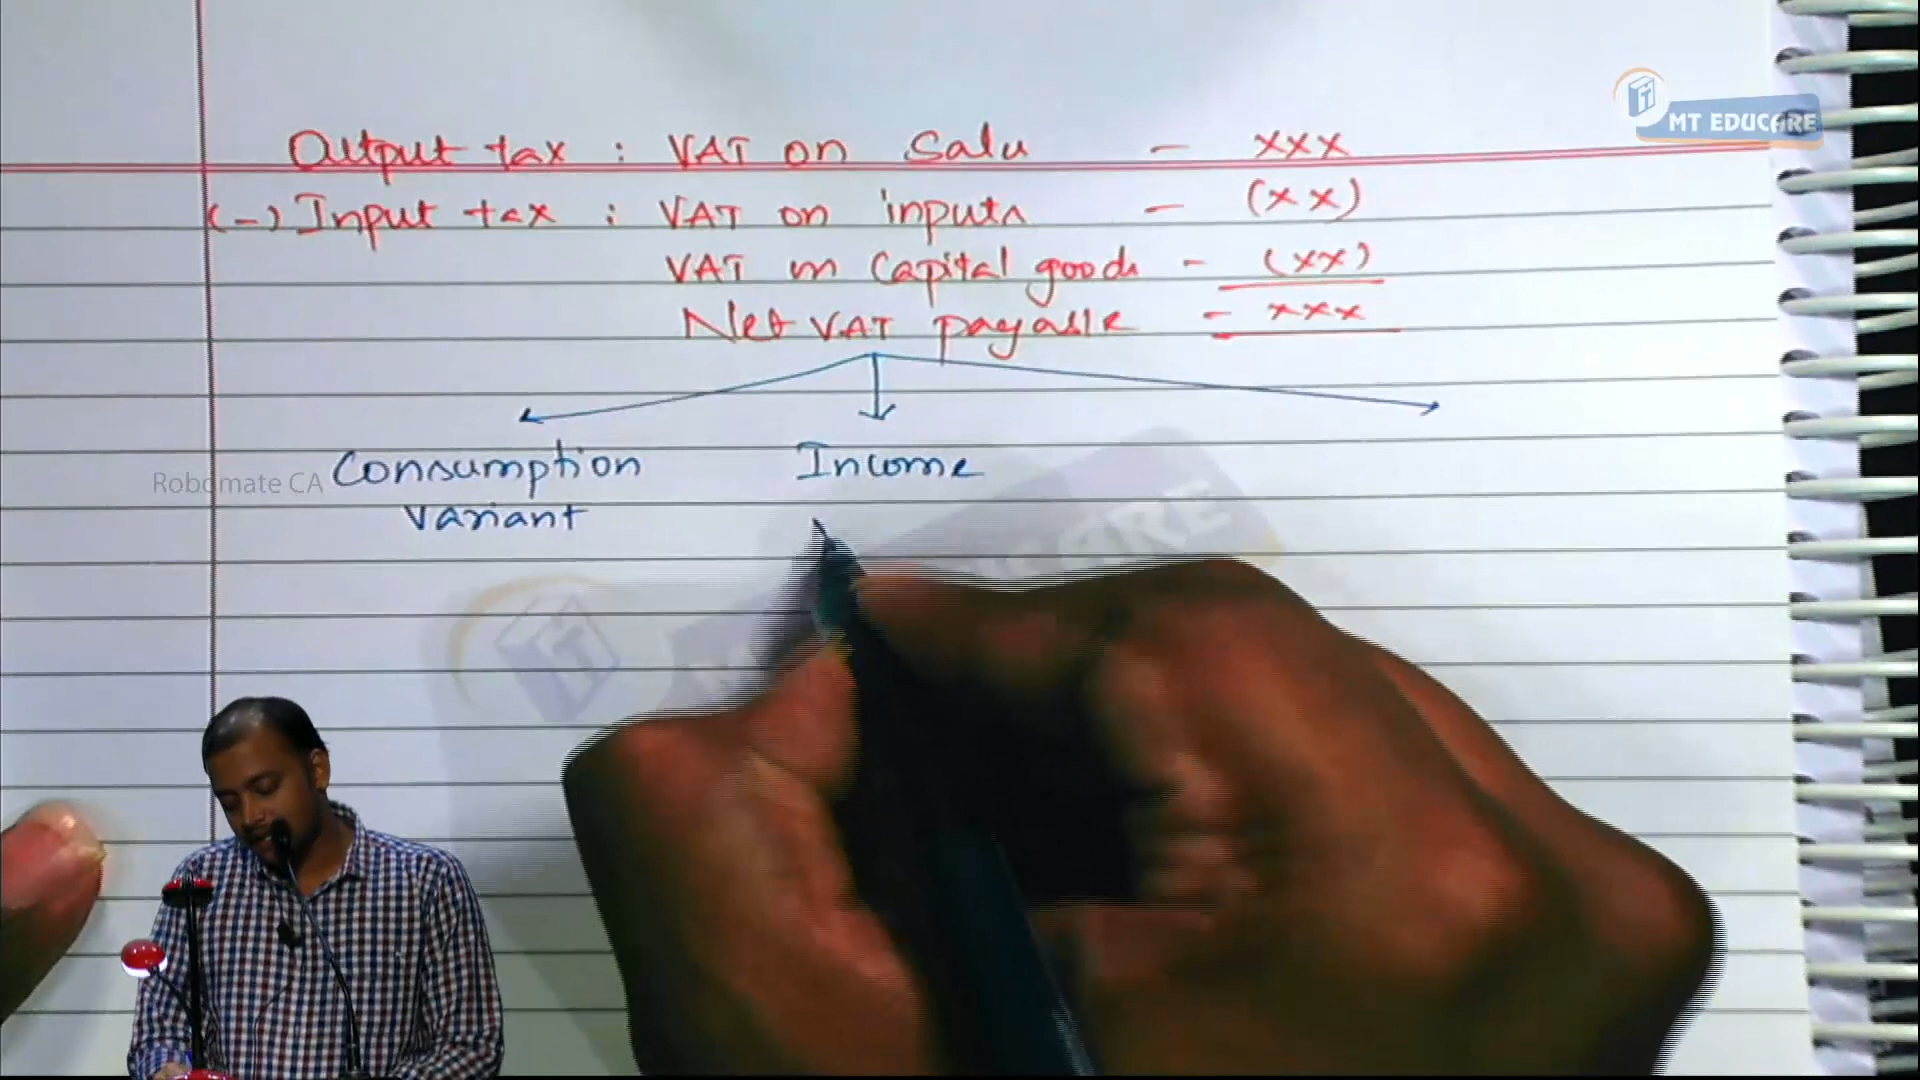 MT EDUCARE
Output tax : VAT on Sales - xxx
(-) Input tax : VAT on inputs - (xx)
VAT on Capital goods - (xx)
Net VAT payable - xxx
Consumption Income
Variant
Robomate CA